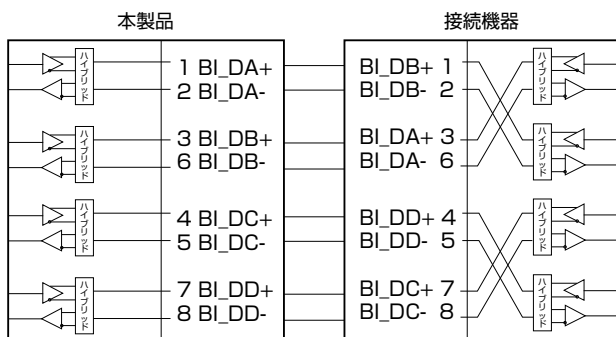 本製品 接続機器
ハイブリッド 1 BI_DA+ BI_DB+ 1 ハイブリッド
2 BI_DA- BI_DB- 2
ハイブリッド 3 BI_DB+ BI_DA+ 3 ハイブリッド
6 BI_DB- BI_DA- 6
ハイブリッド 4 BI_DC+ BI_DD+ 4 ハイブリッド
5 BI_DC- BI_DD- 5
ハイブリッド 7 BI_DD+ BI_DC+ 7 ハイブリッド
8 BI_DD- BI_DC- 8